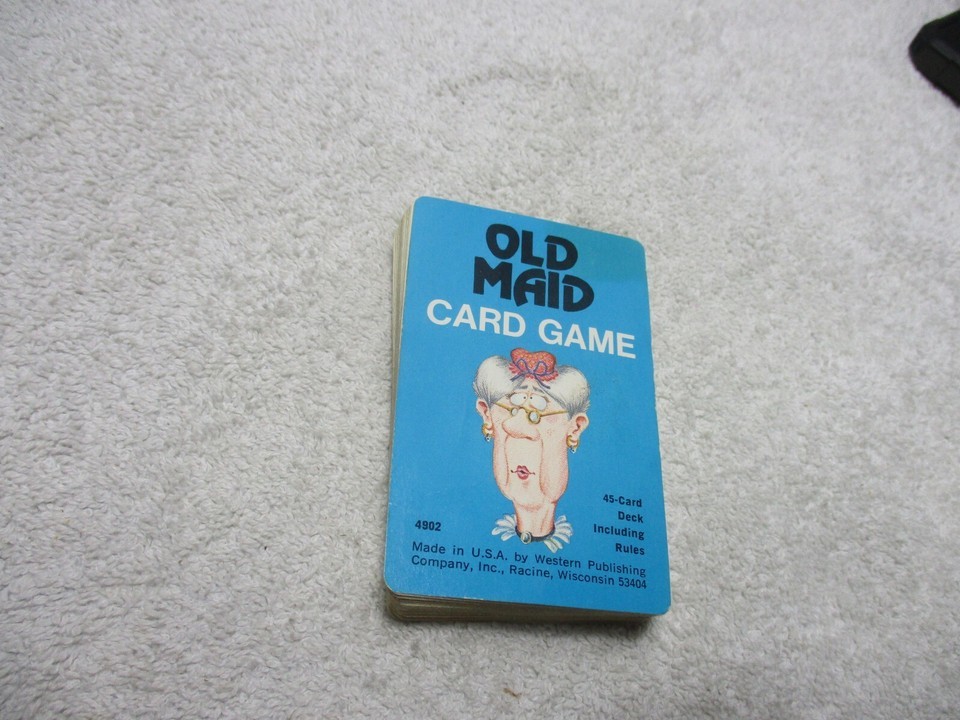 OLD
MAID
CARD GAME
45-Card
Deck
Including
Rules
4902
Made in U.S.A. by Western Publishing
Company, Inc., Racine, Wisconsin 53404